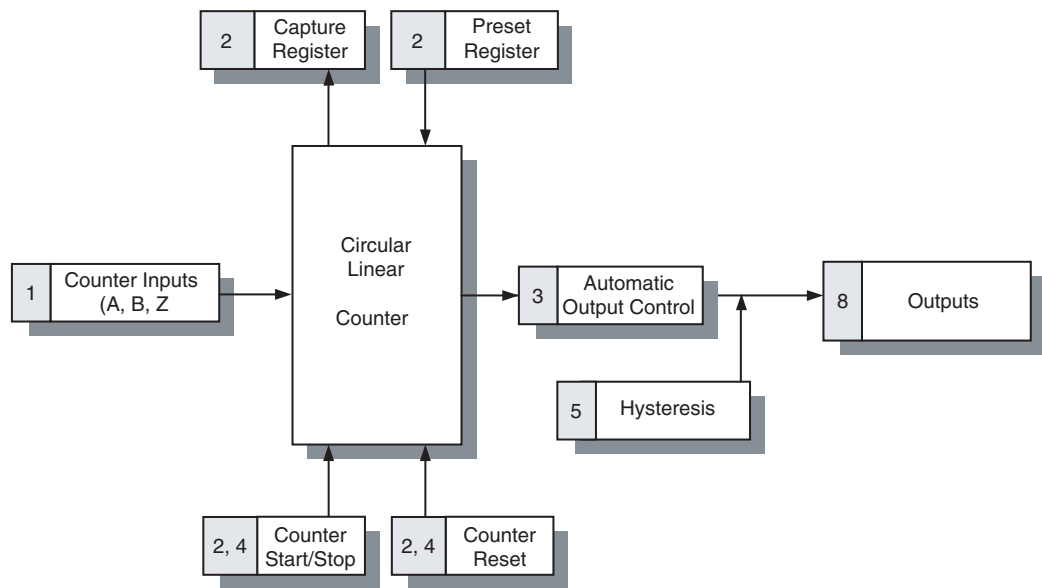 2
Capture
Register
2
Preset
Register
Circular
Linear
Counter
1
Counter Inputs
(A, B, Z
3
Automatic
Output Control
8
Outputs
5
Hysteresis
2, 4
Counter
Start/Stop
2, 4
Counter
Reset